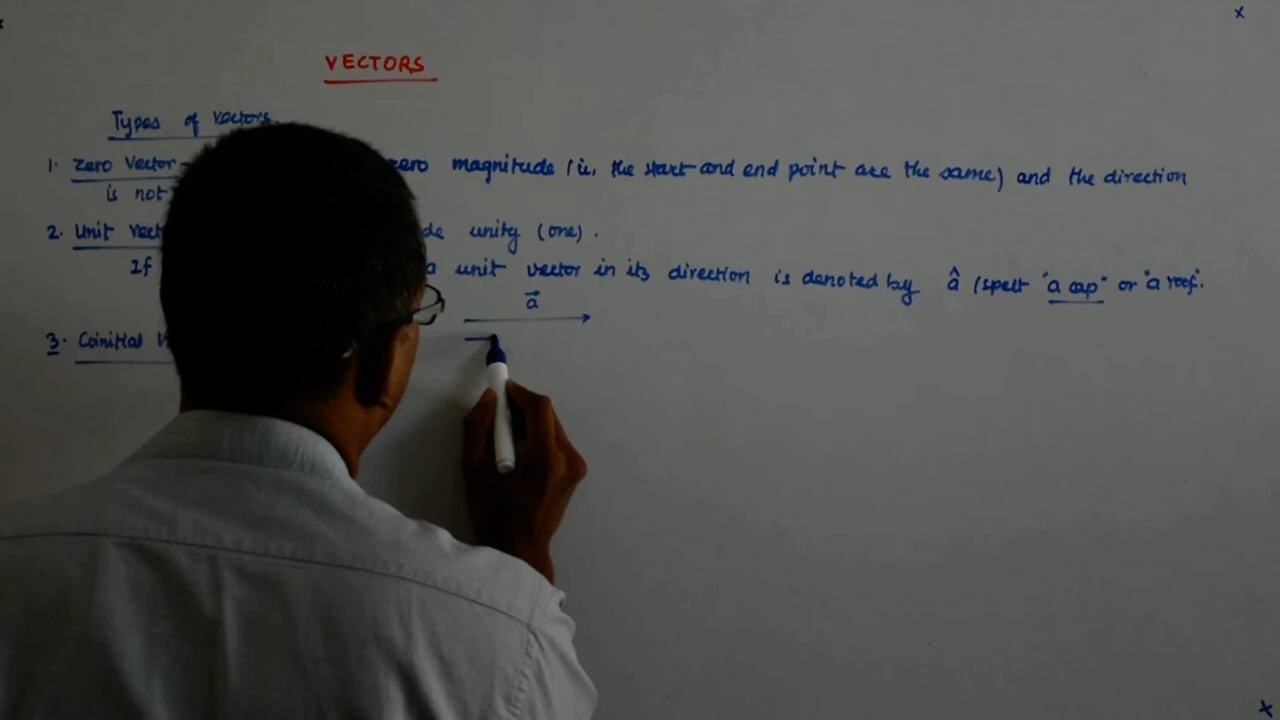 VECTORS
Types of vectors.
1. Zero Vector - zero magnitude (ie, the start and end point are the same) and the direction
is not
2. Unit unity (one).
If a unit vector in its direction is denoted by â (spelt "a cap" or "a roof".
a⃗
3. Coinitial